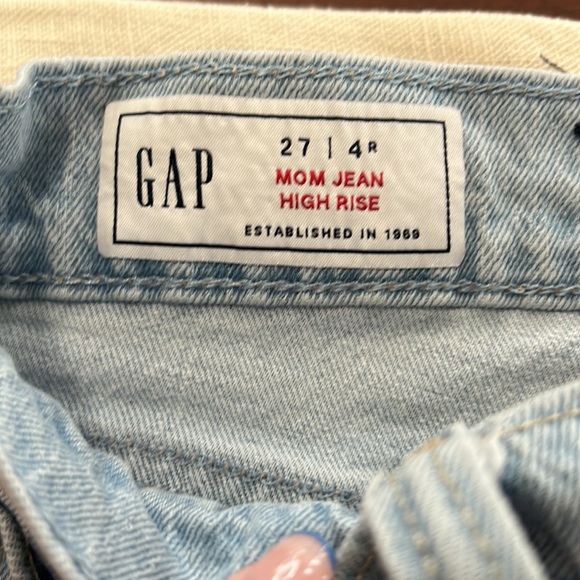 GAP
27 | 4R
MOM JEAN
HIGH RISE
ESTABLISHED IN 1969